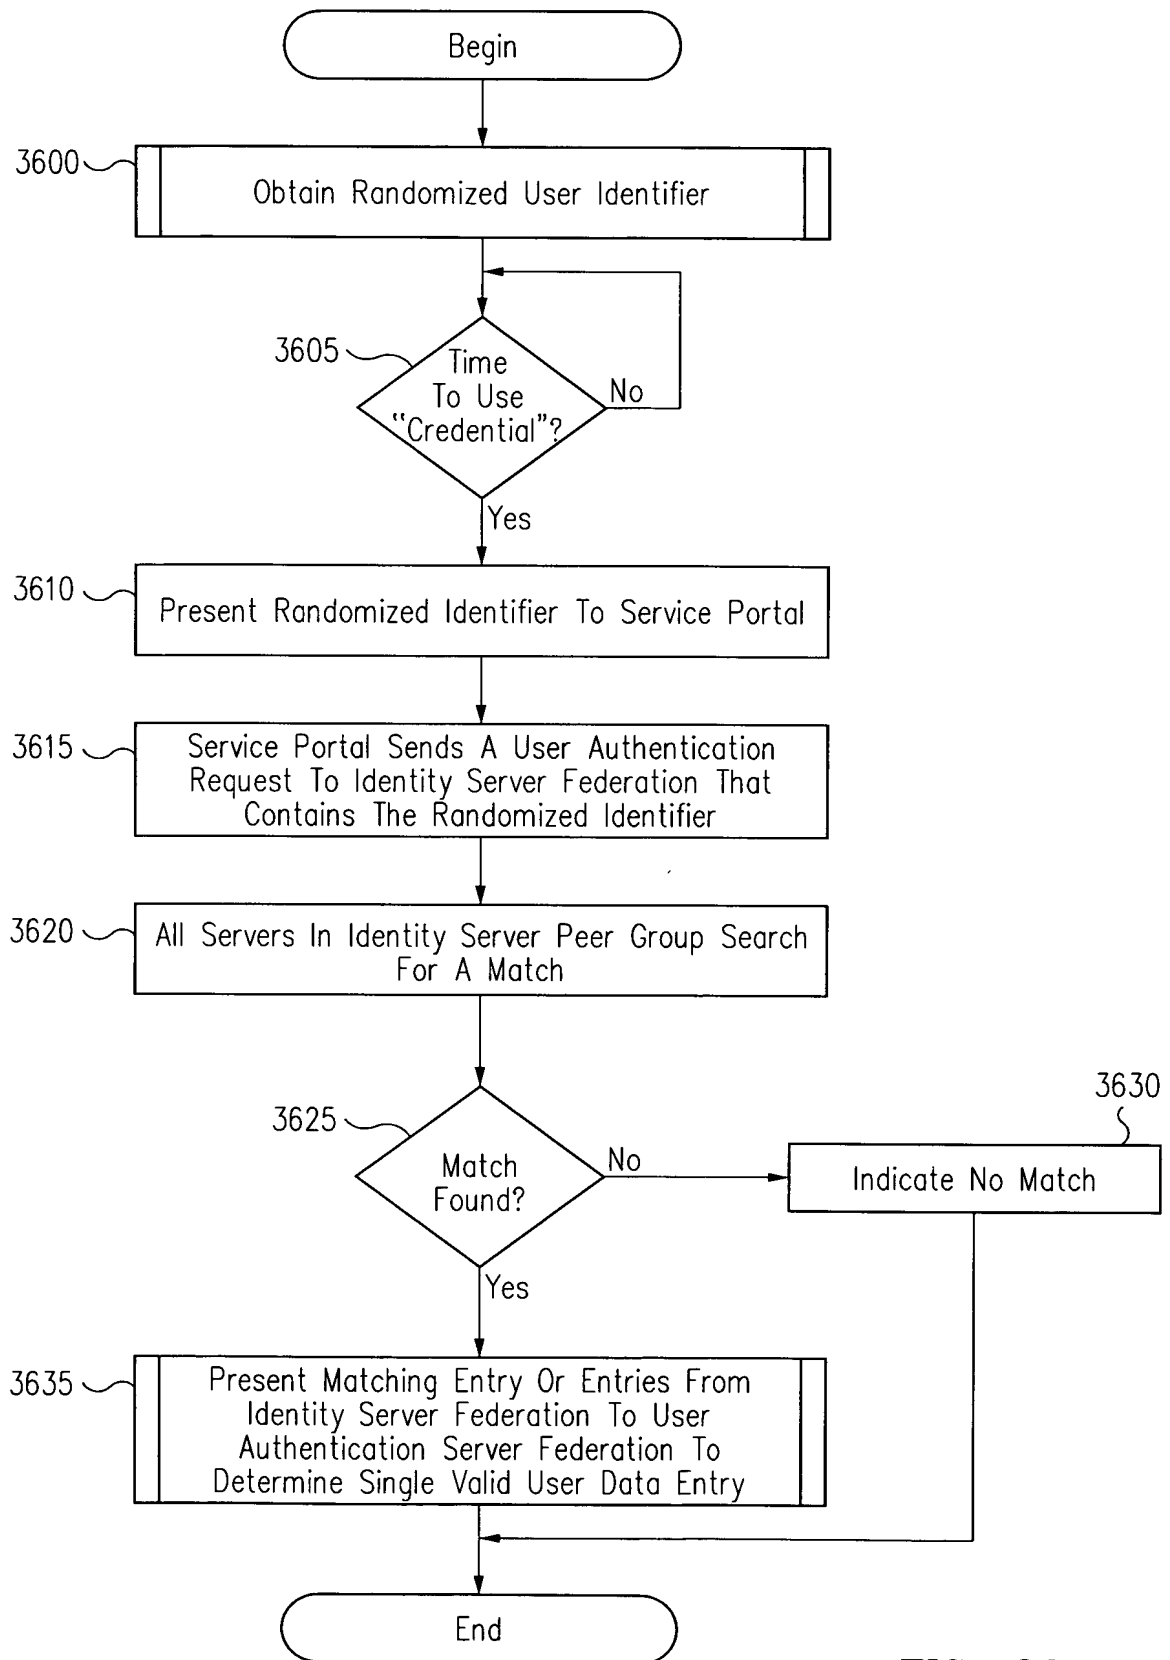 Begin
3600
Obtain Randomized User Identifier
3605
Time
To Use
"Credential"?
No
Yes
3610
Present Randomized Identifier To Service Portal
3615
Service Portal Sends A User Authentication
Request To Identity Server Federation That
Contains The Randomized Identifier
3620
All Servers In Identity Server Peer Group Search
For A Match
3625
Match
Found?
No
3630
Indicate No Match
Yes
3635
Present Matching Entry Or Entries From
Identity Server Federation To User
Authentication Server Federation To
Determine Single Valid User Data Entry
End